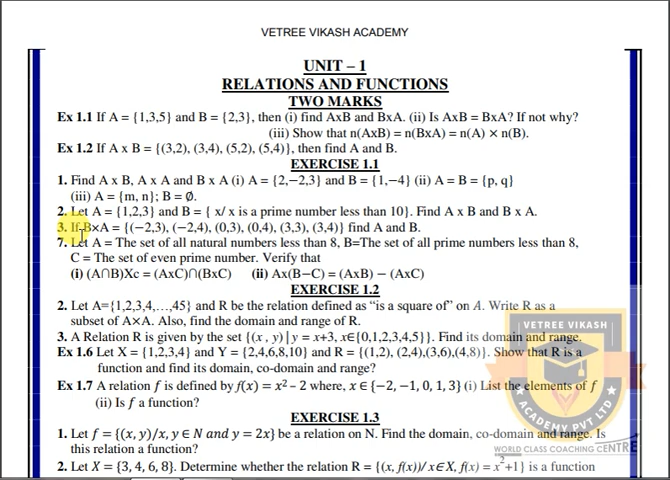 VETREE VIKASH ACADEMY
UNIT – 1
RELATIONS AND FUNCTIONS
TWO MARKS
Ex 1.1 If A = {1,3,5} and B = {2,3}, then (i) find AxB and BxA. (ii) Is AxB = BxA? If not why?
(iii) Show that n(AxB) = n(BxA) = n(A) × n(B).
Ex 1.2 If A x B = {(3,2), (3,4), (5,2), (5,4)}, then find A and B.
EXERCISE 1.1
1. Find A x B, A x A and B x A (i) A = {2,−2,3} and B = {1,−4} (ii) A = B = {p, q}
(iii) A = {m, n}; B = Ø.
2. Let A = {1,2,3} and B = { x/ x is a prime number less than 10}. Find A x B and B x A.
3. If B×A = {(−2,3), (−2,4), (0,3), (0,4), (3,3), (3,4)} find A and B.
7. Let A = The set of all natural numbers less than 8, B=The set of all prime numbers less than 8,
C = The set of even prime number. Verify that
(i) (A∩B)Xc = (AxC)∩(BxC) (ii) Ax(B−C) = (AxB) − (AxC)
EXERCISE 1.2
2. Let A={1,2,3,4,...,45} and R be the relation defined as “is a square of” on A. Write R as a
subset of A×A. Also, find the domain and range of R.
3. A Relation R is given by the set {(x , y)|y = x+3, x∈{0,1,2,3,4,5}}. Find its domain and range.
Ex 1.6 Let X = {1,2,3,4} and Y = {2,4,6,8,10} and R = {(1,2), (2,4),(3,6),(4,8)}. Show that R is a
function and find its domain, co-domain and range?
Ex 1.7 A relation f is defined by f(x) = x² − 2 where, x ∈ {−2, −1, 0, 1, 3} (i) List the elements of f
(ii) Is f a function?
EXERCISE 1.3
1. Let f = {(x, y)/x, y ∈ N and y = 2x} be a relation on N. Find the domain, co-domain and range. Is
this relation a function?
2. Let X = {3, 4, 6, 8}. Determine whether the relation R = {(x, f(x))/ x∈X, f(x) = x²+1} is a function
VETREE VIKASH
ACADEMY PVT LTD
WORLD CLASS COACHING CENTRE